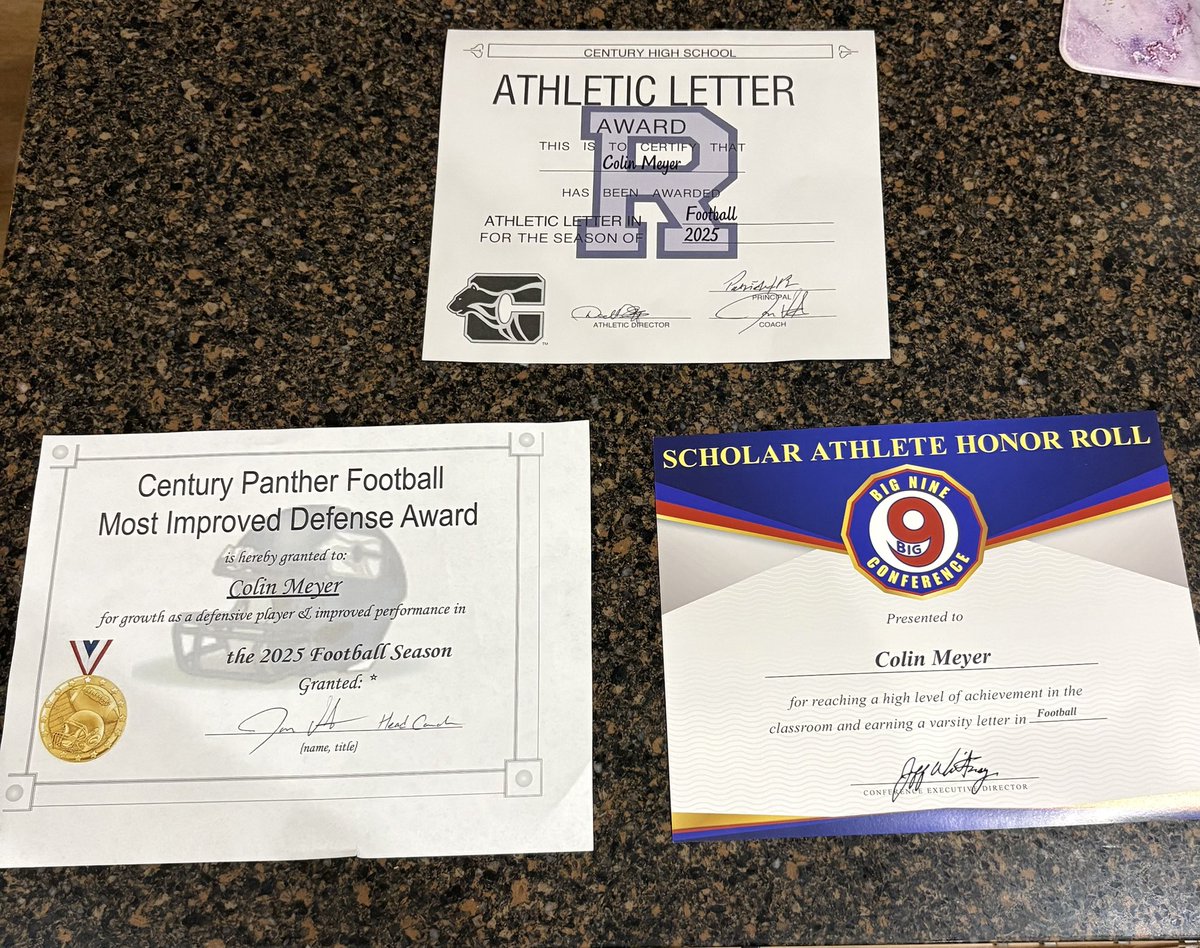 CENTURY HIGH SCHOOL
ATHLETIC LETTER
AWARD
THIS IS TO CERTIFY THAT
Colin Meyer
HAS BEEN AWARDED
ATHLETIC LETTER IN Football
FOR THE SEASON OF 2025
PRINCIPAL
ATHLETIC DIRECTOR
COACH
R
C
TM
Century Panther Football
Most Improved Defense Award
is hereby granted to:
Colin Meyer
for growth as a defensive player & improved performance in
the 2025 Football Season
Granted: *
Head Coach
{name, title}
SCHOLAR ATHLETE HONOR ROLL
BIG NINE
9
BIG
CONFERENCE
Presented to
Colin Meyer
for reaching a high level of achievement in the
classroom and earning a varsity letter in Football
CONFERENCE EXECUTIVE DIRECTOR